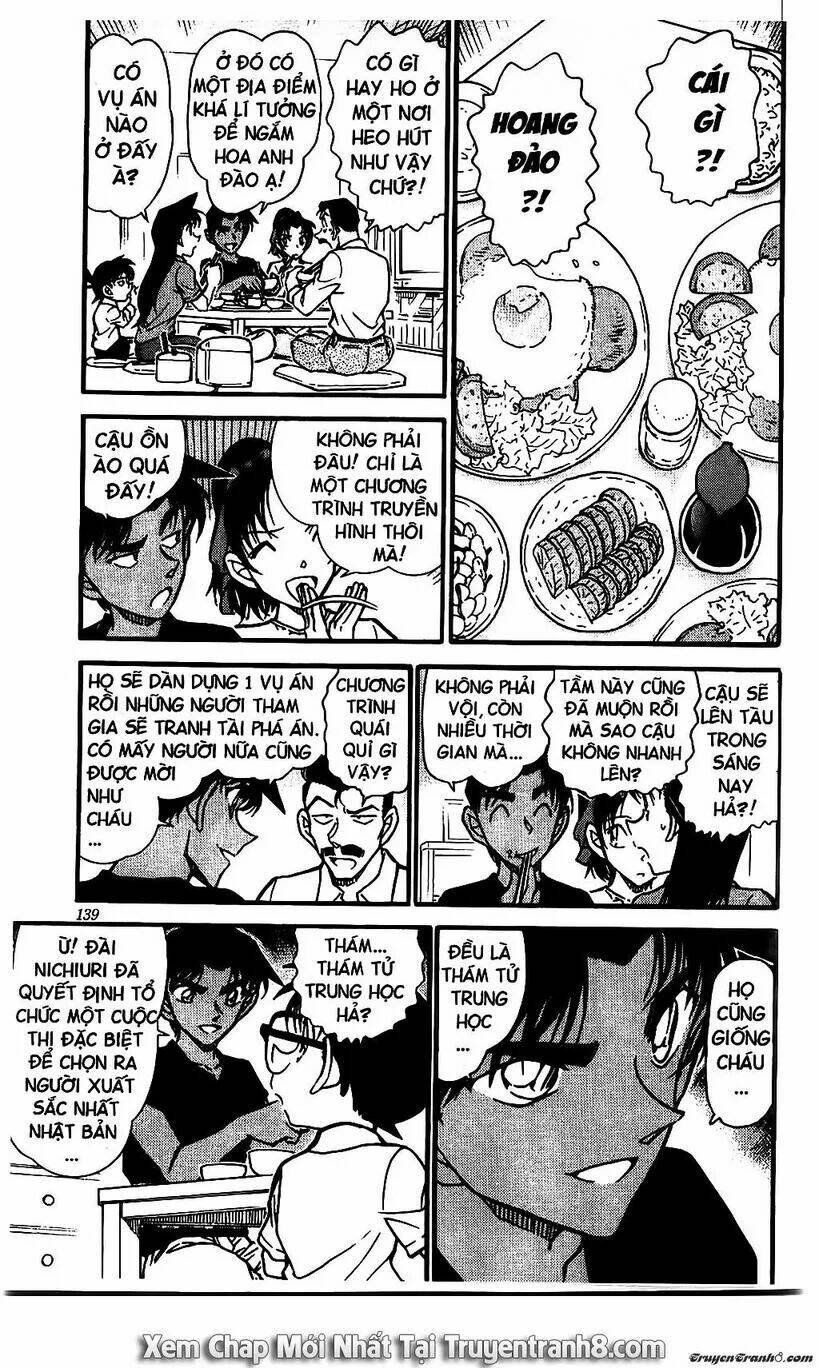 CÁI
GÌ
?!
HOANG
ĐẢO
?!
CÓ GÌ
HAY HO Ở
MỘT NƠI
HEO HÚT
NHƯ VẬY
CHỨ?!
Ở ĐÓ CÓ
MỘT ĐỊA ĐIỂM
KHÁ LÍ TƯỞNG
ĐỂ NGẮM
HOA ANH
ĐÀO Ạ!
CÓ
VỤ ÁN
NÀO
Ở ĐẤY
À?
KHÔNG PHẢI
ĐÂU! CHỈ LÀ
MỘT CHƯƠNG
TRÌNH TRUYỀN
HÌNH THÔI
MÀ!
CẬU ỒN
ÀO QUÁ
ĐẤY!
CẬU SẼ
LÊN TÀU
TRONG
SÁNG
NAY
HẢ?!
TẦM NÀY CŨNG
ĐÃ MUỘN RỒI
MÀ SAO CẬU
KHÔNG NHANH
LÊN?
KHÔNG PHẢI
VỘI, CÒN
NHIỀU THỜI
GIAN MÀ...
CHƯƠNG
TRÌNH
QUÁI
QUỈ GÌ
VẬY?
HỌ SẼ DÀN DỰNG 1 VỤ ÁN
RỒI NHỮNG NGƯỜI THAM
GIA SẼ TRANH TÀI PHÁ ÁN.
CÓ MẤY NGƯỜI NỮA CŨNG
ĐƯỢC MỜI
NHƯ
CHÁU
...
139
HỌ
CŨNG
GIỐNG
CHÁU
...
ĐỀU LÀ
THÁM TỬ
TRUNG
HỌC
...
THÁM...
THÁM TỬ
TRUNG HỌC
HẢ?
Ừ! ĐÀI
NICHIURI ĐÃ
QUYẾT ĐỊNH TỔ
CHỨC MỘT CUỘC
THI ĐẶC BIỆT
ĐỂ CHỌN RA
NGƯỜI XUẤT
SẮC NHẤT
NHẬT BẢN
...
Xem Chap Mới Nhất Tại Truyentranh8.com
TruyenTranh8.com